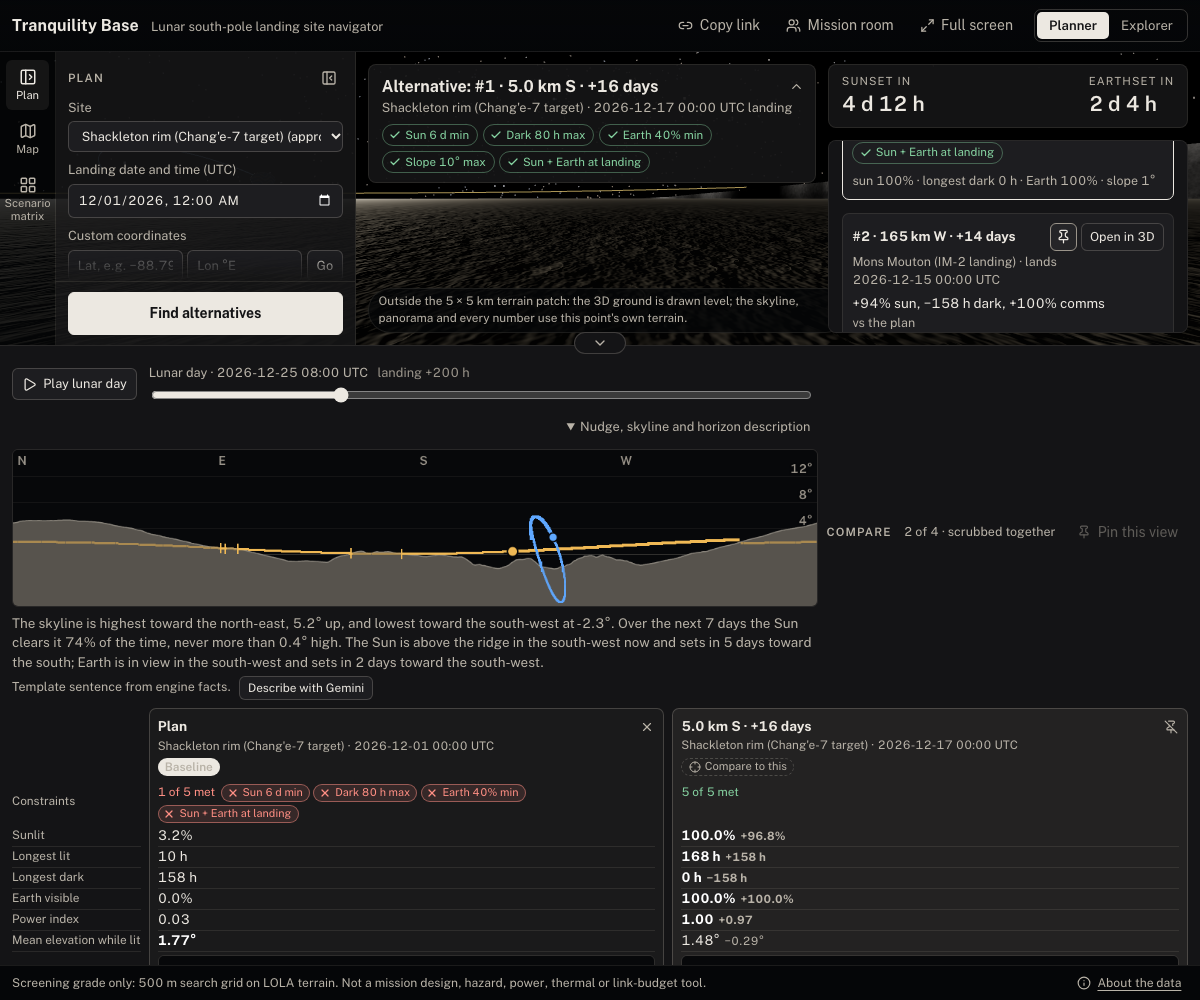 Tranquility Base
Lunar south-pole landing site navigator
Copy link
Mission room
Full screen
Planner
Explorer
Plan
Map
Scenario
matrix
PLAN
Site
Shackleton rim (Chang'e-7 target) (appro
Landing date and time (UTC)
12/01/2026, 12:00 AM
Custom coordinates
Lat, e.g. −88.79
Lon °E
Go
Find alternatives
Alternative: #1 · 5.0 km S · +16 days
Shackleton rim (Chang'e-7 target) · 2026-12-17 00:00 UTC landing
Sun 6 d min
Dark 80 h max
Earth 40% min
Slope 10° max
Sun + Earth at landing
Outside the 5 × 5 km terrain patch: the 3D ground is drawn level; the skyline,
panorama and every number use this point's own terrain.
SUNSET IN
4 d 12 h
EARTHSET IN
2 d 4 h
Sun + Earth at landing
sun 100% · longest dark 0 h · Earth 100% · slope 1°
#2 · 165 km W · +14 days
Open in 3D
Mons Mouton (IM-2 landing) · lands
2026-12-15 00:00 UTC
+94% sun, −158 h dark, +100% comms
vs the plan
Play lunar day
Lunar day · 2026-12-25 08:00 UTC landing +200 h
▼ Nudge, skyline and horizon description
N
E
S
W
12°
8°
4°
COMPARE
2 of 4 · scrubbed together
Pin this view
The skyline is highest toward the north-east, 5.2° up, and lowest toward the south-west at -2.3°. Over the next 7 days the Sun
clears it 74% of the time, never more than 0.4° high. The Sun is above the ridge in the south-west now and sets in 5 days toward
the south; Earth is in view in the south-west and sets in 2 days toward the south-west.
Template sentence from engine facts.
Describe with Gemini
Plan
Shackleton rim (Chang'e-7 target) · 2026-12-01 00:00 UTC
Baseline
5.0 km S · +16 days
Shackleton rim (Chang'e-7 target) · 2026-12-17 00:00 UTC
Compare to this
Constraints
1 of 5 met
Sun 6 d min
Dark 80 h max
Earth 40% min
Sun + Earth at landing
5 of 5 met
Sunlit
3.2%
100.0% +96.8%
Longest lit
10 h
168 h +158 h
Longest dark
158 h
0 h −158 h
Earth visible
0.0%
100.0% +100.0%
Power index
0.03
1.00 +0.97
Mean elevation while lit
1.77°
1.48° −0.29°
Screening grade only: 500 m search grid on LOLA terrain. Not a mission design, hazard, power, thermal or link-budget tool.
About the data